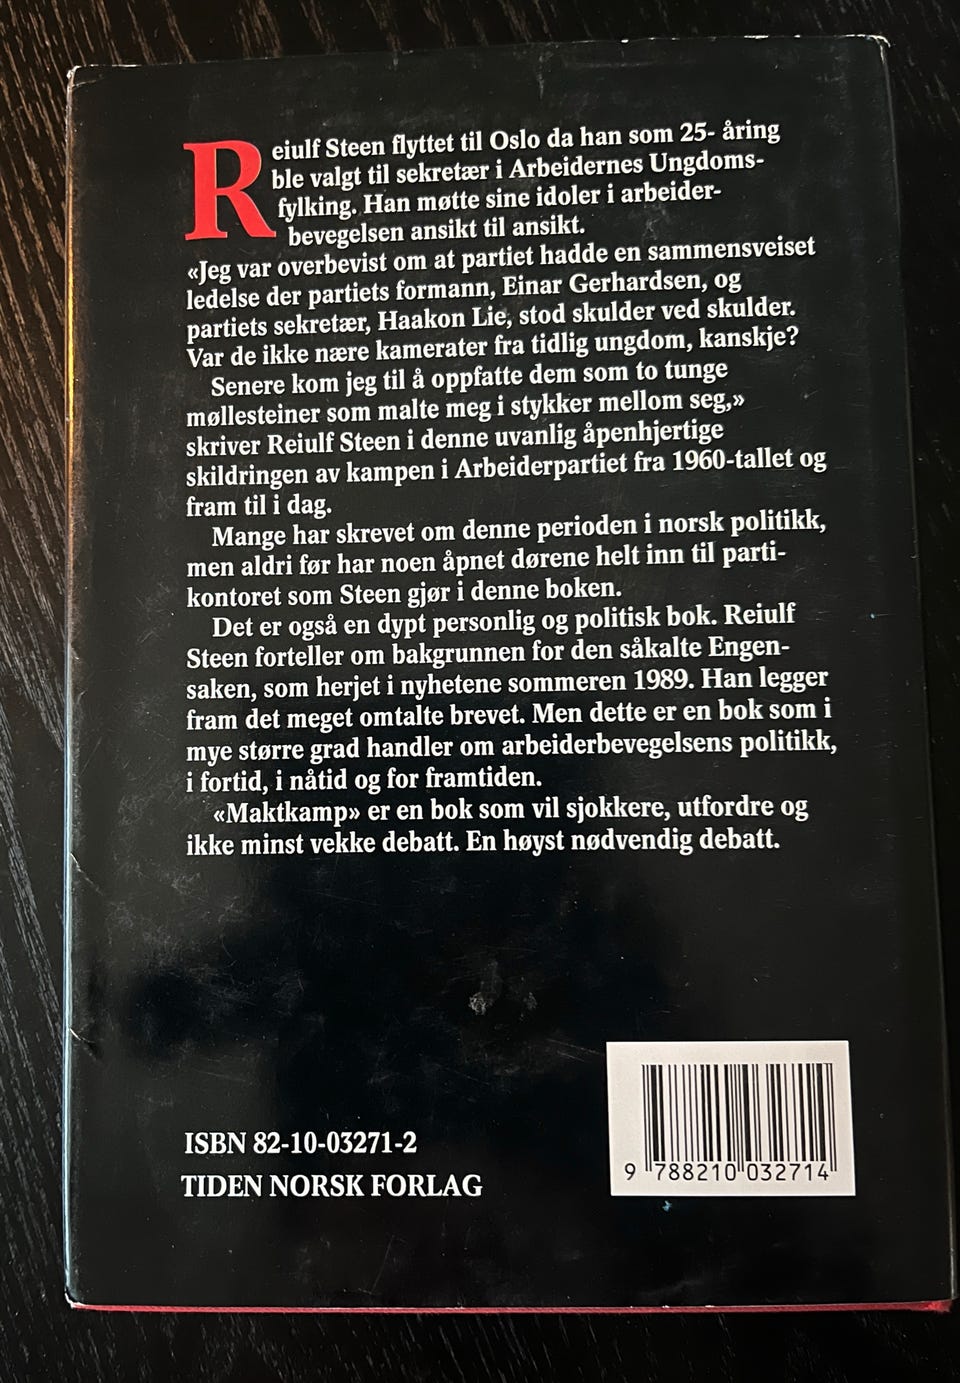 Reiulf Steen flyttet til Oslo da han som 25- åring
ble valgt til sekretær i Arbeidernes Ungdoms-
fylking. Han møtte sine idoler i arbeider-
bevegelsen ansikt til ansikt.
«Jeg var overbevist om at partiet hadde en sammensveiset
ledelse der partiets formann, Einar Gerhardsen, og
partiets sekretær, Haakon Lie, stod skulder ved skulder.
Var de ikke nære kamerater fra tidlig ungdom, kanskje?
Senere kom jeg til å oppfatte dem som to tunge
møllesteiner som malte meg i stykker mellom seg,»
skriver Reiulf Steen i denne uvanlig åpenhjertige
skildringen av kampen i Arbeiderpartiet fra 1960-tallet og
fram til i dag.
Mange har skrevet om denne perioden i norsk politikk,
men aldri før har noen åpnet dørene helt inn til parti-
kontoret som Steen gjør i denne boken.
Det er også en dypt personlig og politisk bok. Reiulf
Steen forteller om bakgrunnen for den såkalte Engen-
saken, som herjet i nyhetene sommeren 1989. Han legger
fram det meget omtalte brevet. Men dette er en bok som i
mye større grad handler om arbeiderbevegelsens politikk,
i fortid, i nåtid og for framtiden.
«Maktkamp» er en bok som vil sjokkere, utfordre og
ikke minst vekke debatt. En høyst nødvendig debatt.
ISBN 82-10-03271-2
TIDEN NORSK FORLAG
9 788210 032714